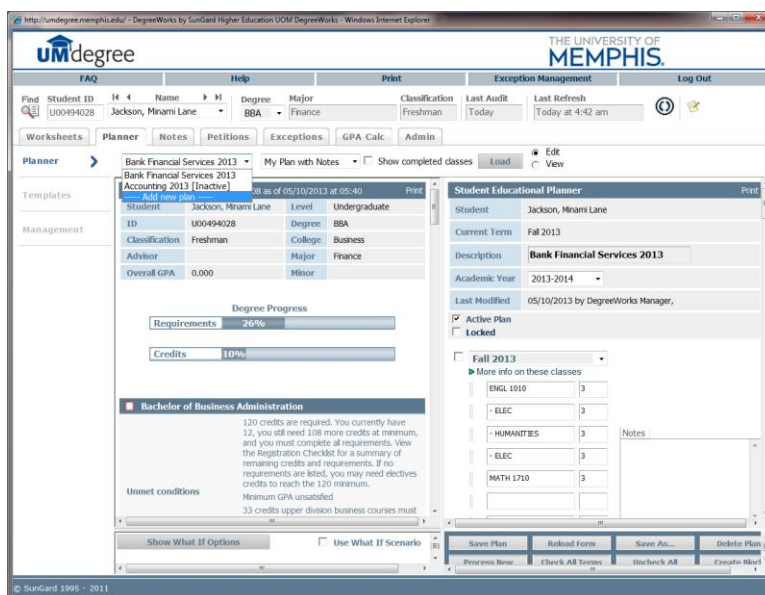 http://umdegree.memphis.edu/ - DegreeWorks by SunGard Higher Education UOM DegreeWorks - Windows Internet Explorer
UMdegree
THE UNIVERSITY OF
MEMPHIS.
FAQ Help Print Exception Management Log Out
Find Student ID Name Degree Major Classification Last Audit Last Refresh
U00494028 Jackson, Minami Lane BBA Finance Freshman Today Today at 4:42 am
Worksheets Planner Notes Petitions Exceptions GPA Calc Admin
Planner Bank Financial Services 2013 My Plan with Notes Show completed classes Load Edit
View
Bank Financial Services 2013
Accounting 2013 [Inactive]
----- Add new plan -----
Templates
Management
08 as of 05/10/2013 at 05:40 Print
Student Jackson, Minami Lane Level Undergraduate
ID U00494028 Degree BBA
Classification Freshman College Business
Advisor Major Finance
Overall GPA 0.000 Minor
Degree Progress
Requirements 26%
Credits 10%
Bachelor of Business Administration
Unmet conditions
120 credits are required. You currently have
12, you still need 108 more credits at minimum,
and you must complete all requirements. View
the Registration Checklist for a summary of
remaining credits and requirements. If no
requirements are listed, you may need electives
credits to reach the 120 minimum.
Minimum GPA unsatisfied
33 credits upper division business courses must
Show What If Options Use What If Scenario
Student Educational Planner Print
Student Jackson, Minami Lane
Current Term Fall 2013
Description Bank Financial Services 2013
Academic Year 2013-2014
Last Modified 05/10/2013 by DegreeWorks Manager,
Active Plan
Locked
Fall 2013
More info on these classes
ENGL 1010 3
- ELEC 3
- HUMANITIES 3 Notes
- ELEC 3
MATH 1710 3
Save Plan Reload Form Save As... Delete Plan
Process New Check All Terms Uncheck All Create Block
© SunGard 1995 - 2011